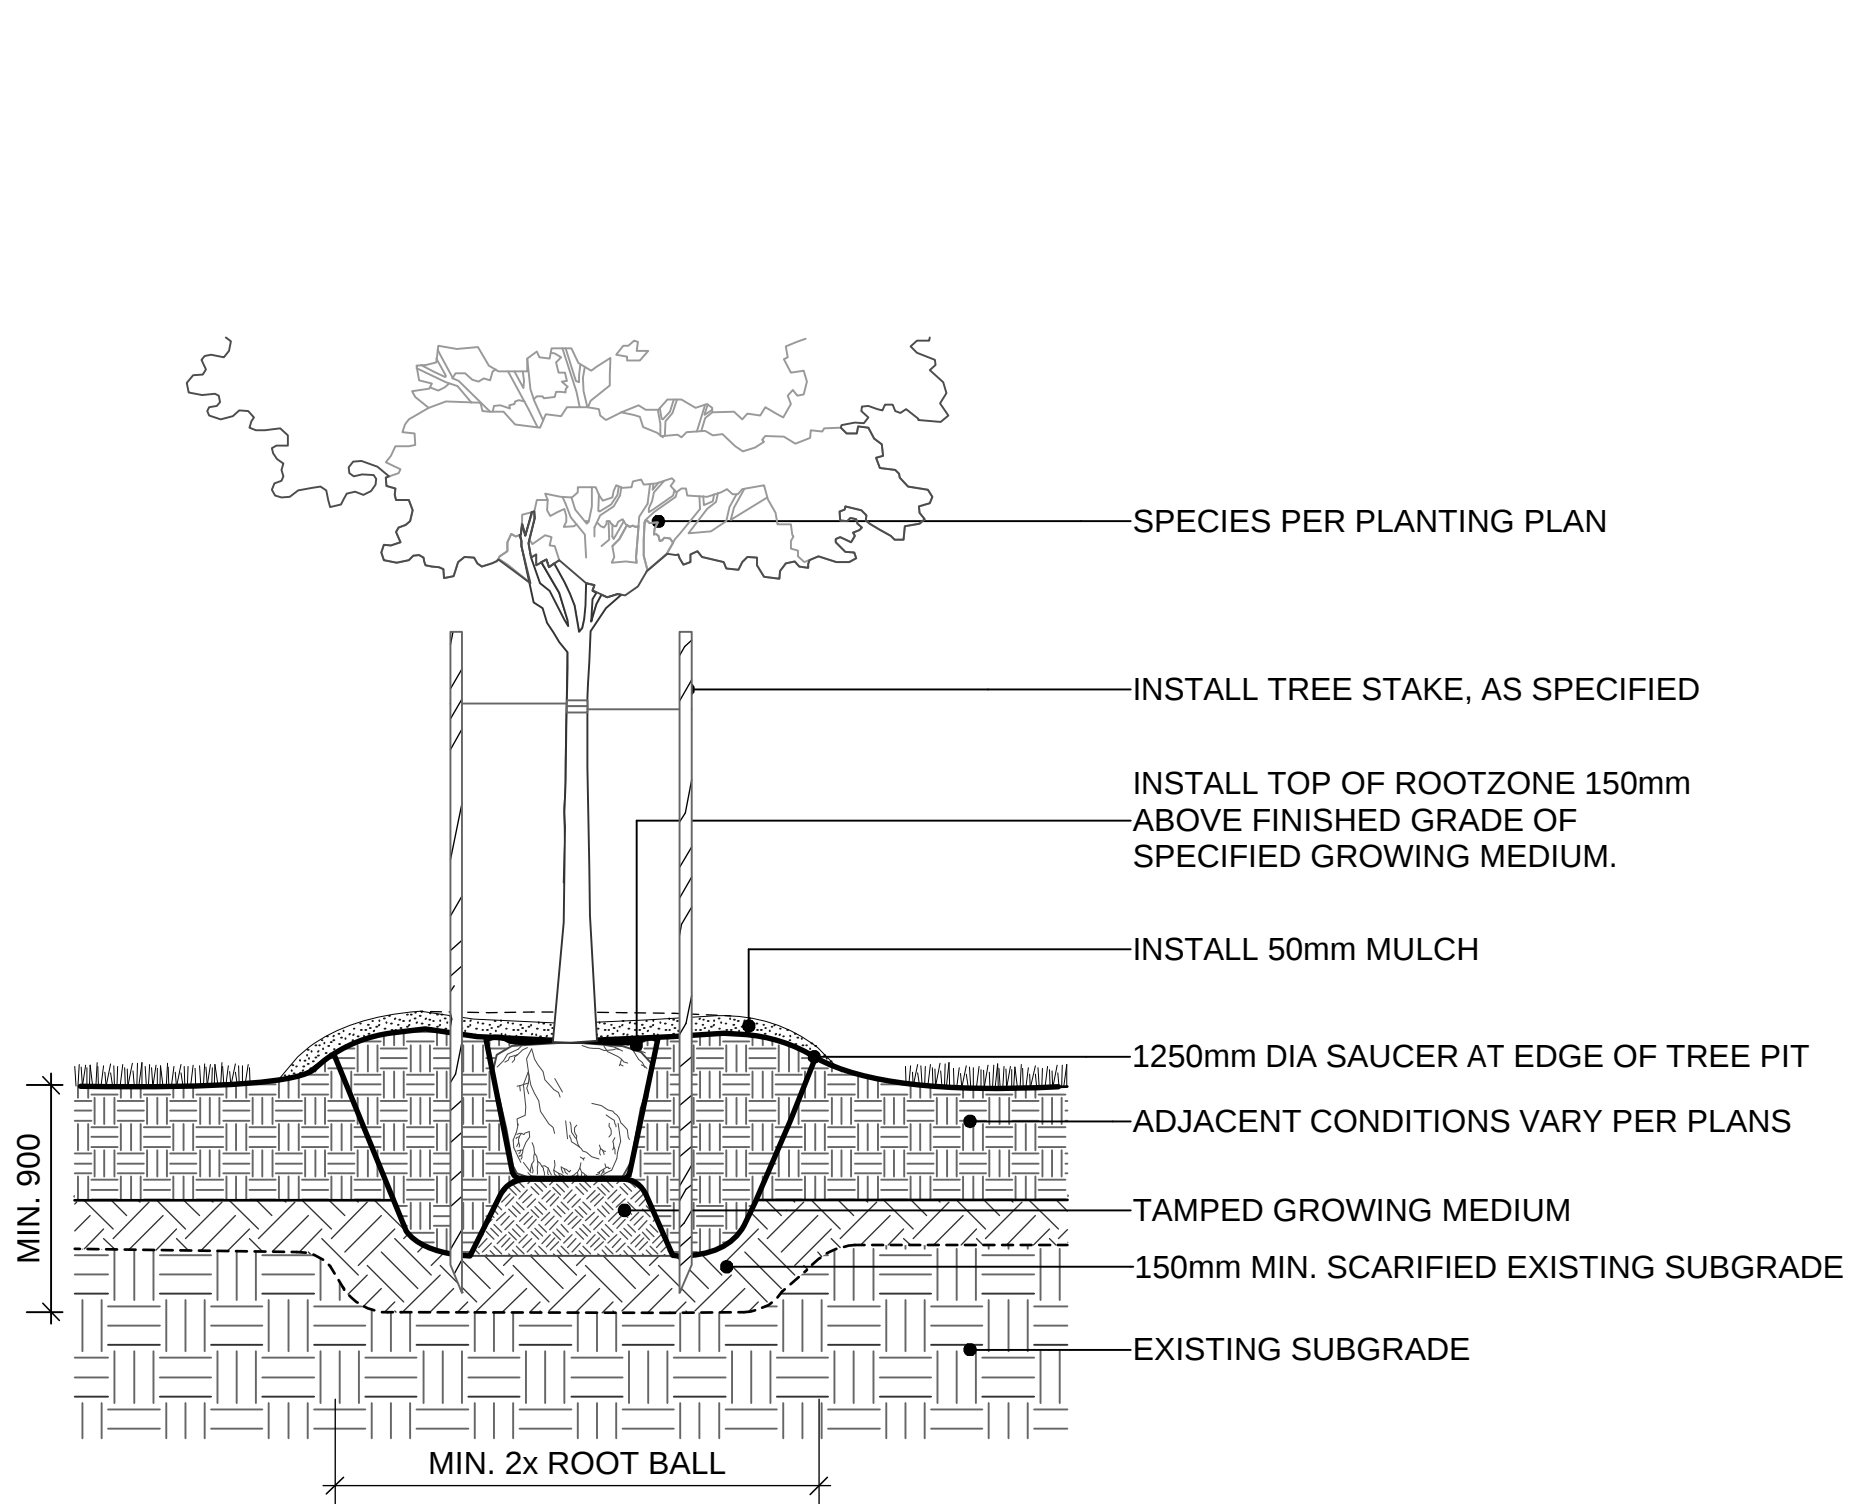 SPECIES PER PLANTING PLAN
INSTALL TREE STAKE, AS SPECIFIED
INSTALL TOP OF ROOTZONE 150mm
ABOVE FINISHED GRADE OF
SPECIFIED GROWING MEDIUM.
INSTALL 50mm MULCH
1250mm DIA SAUCER AT EDGE OF TREE PIT
ADJACENT CONDITIONS VARY PER PLANS
MIN. 900
TAMPED GROWING MEDIUM
150mm MIN. SCARIFIED EXISTING SUBGRADE
EXISTING SUBGRADE
MIN. 2x ROOT BALL